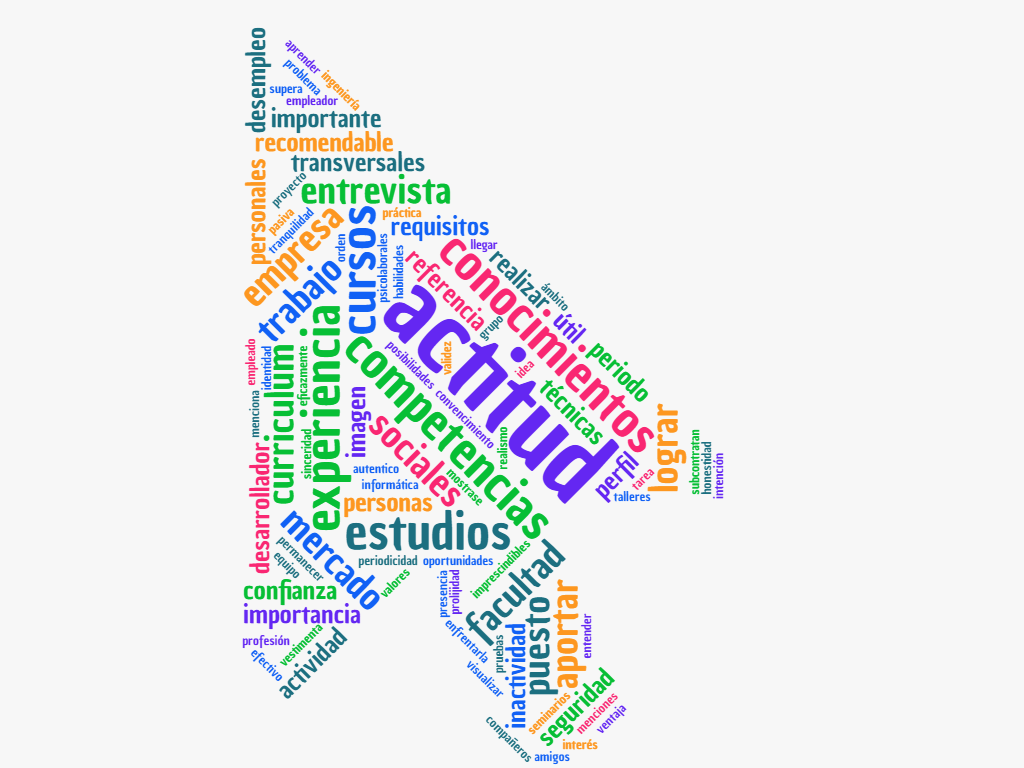 desempleo
aprender
problema
ingeniería
supera
empleador
importante
recomendable
transversales
personales
proyecto
entrevista
pasiva
tranquilidad
empresa
práctica
cursos
requisitos
orden
psicolaborales
habilidades
llegar
conocimientos
realizar
ámbito
referencia
trabajo
actitud
grupo
útil
periodo
experiencia
competencias
posibilidades
validez
idea
técnicas
empleado
identidad
curriculum
eficazmente
convencimiento
menciona
imagen
sociales
lograr
realismo
perfil
tarea
talleres
subcontratan
honestidad
intención
sinceridad
desarrollador
autentico
informática
mostrase
personas
estudios
mercado
permanecer
equipo
periodicidad
oportunidades
imprescindibles
facultad
valores
confianza
importancia
presencia
prolijidad
profesión
vestimenta
efectivo
actividad
enfrentarla
pruebas
visualizar
inactividad
puesto
aportar
entender
seguridad
seminarios
menciones
ventaja
compañeros
interés
amigos